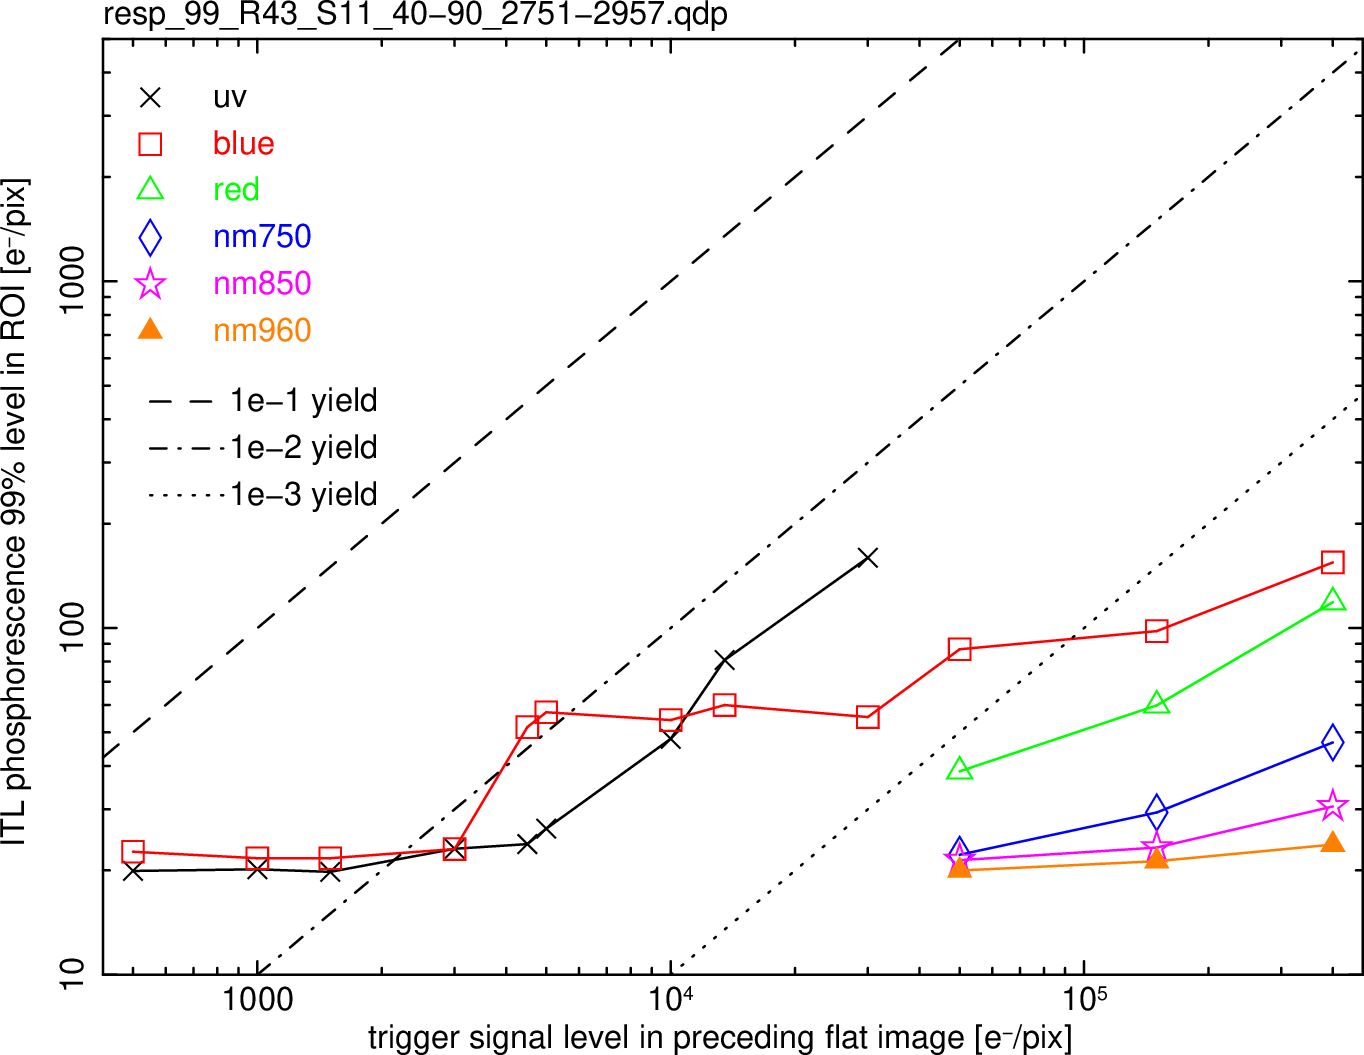 resp_99_R43_S11_40−90_2751−2957.qdp
uv
blue
red
nm750
nm850
nm960
1e−1 yield
1e−2 yield
1e−3 yield
ITL phosphorescence 99% level in ROI [e⁻/pix]
1000
100
10
1000
10⁴
10⁵
trigger signal level in preceding flat image [e⁻/pix]